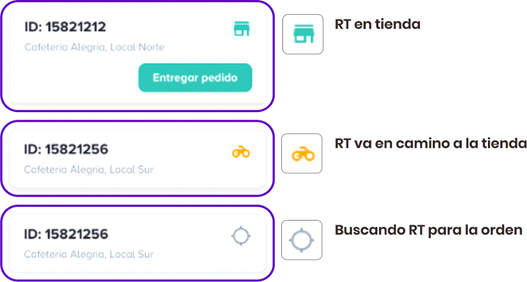 ID: 15821212
Cafeteria Alegria, Local Norte
Entregar pedido
RT en tienda
ID: 15821256
Cafeteria Alegria, Local Sur
RT va en camino a la tienda
ID: 15821256
Cafeteria Alegria, Local Sur
Buscando RT para la orden